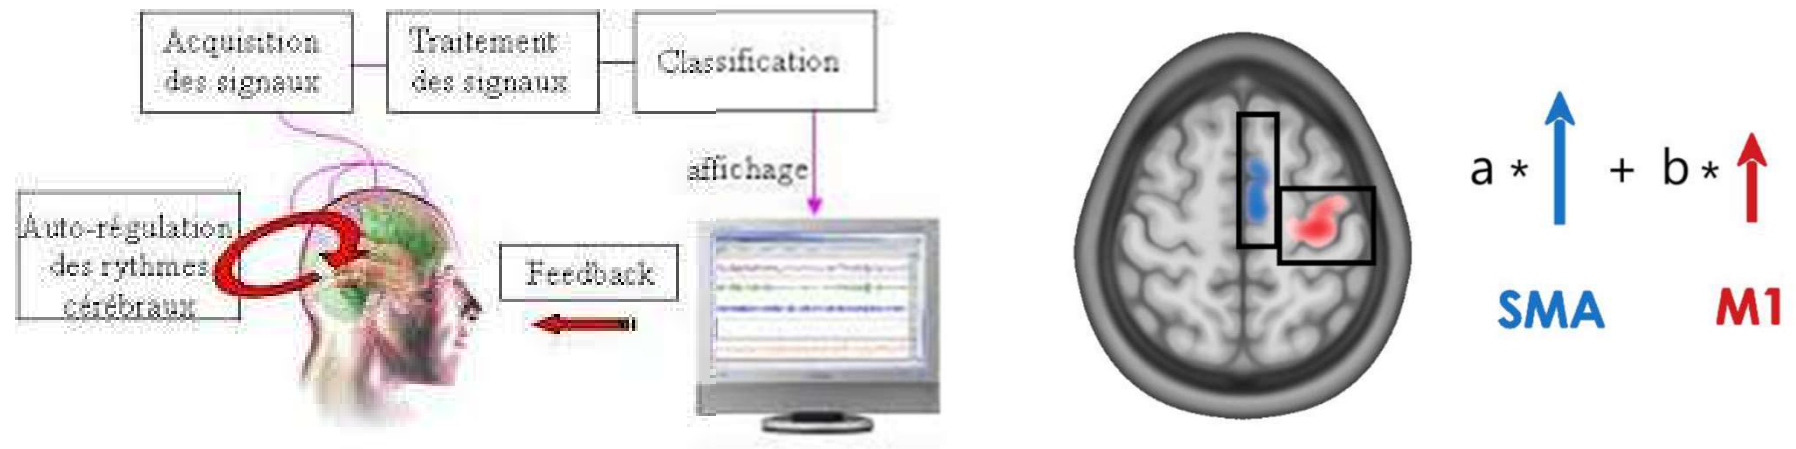 Acquisition
des signaux
Traitement
des signaux
Classification
affichage
Auto-régulation
des rythmes
cérébraux
Feedback
a * + b *
SMA M1